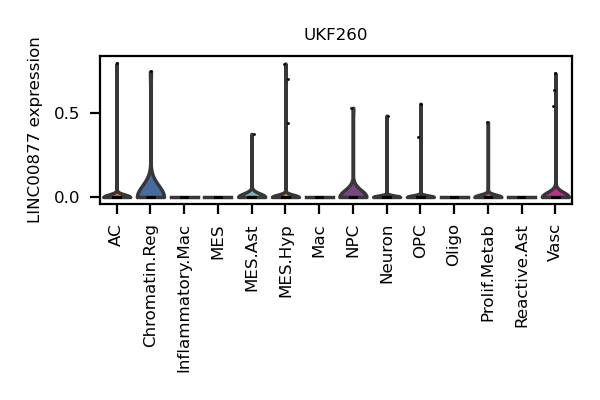 UKF260
LINC00877 expression
0.5
0.0
AC
Chromatin.Reg
Inflammatory.Mac
MES
MES.Ast
MES.Hyp
Mac
NPC
Neuron
OPC
Oligo
Prolif.Metab
Reactive.Ast
Vasc